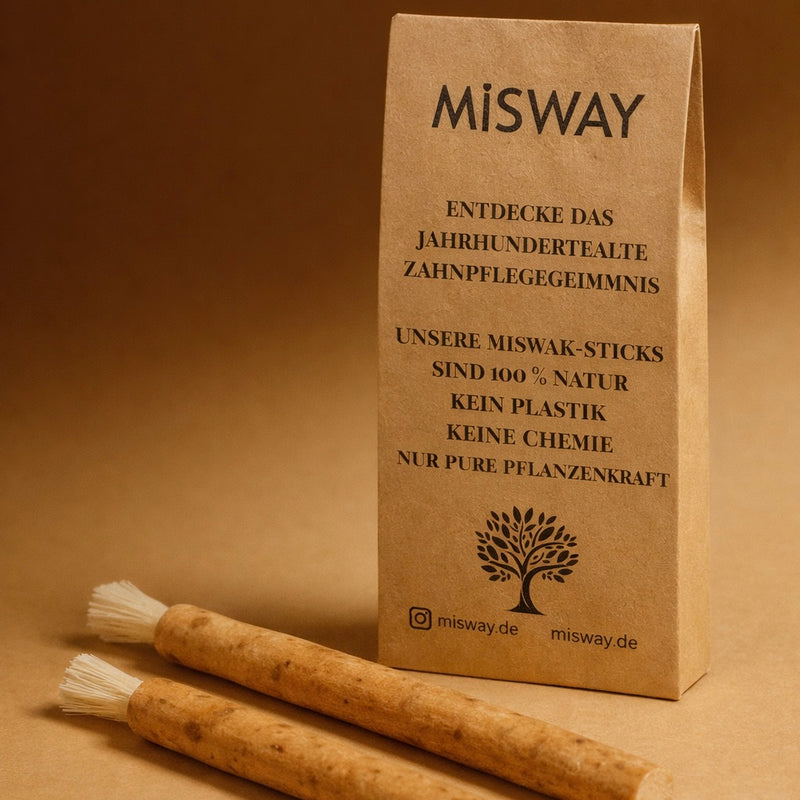 MiSWAY
ENTDECKE DAS
JAHRHUNDERTEALTE
ZAHNPFLEGEGEIMMNIS
UNSERE MISWAK-STICKS
SIND 100 % NATUR
KEIN PLASTIK
KEINE CHEMIE
NUR PURE PFLANZENKRAFT
misway.de misway.de